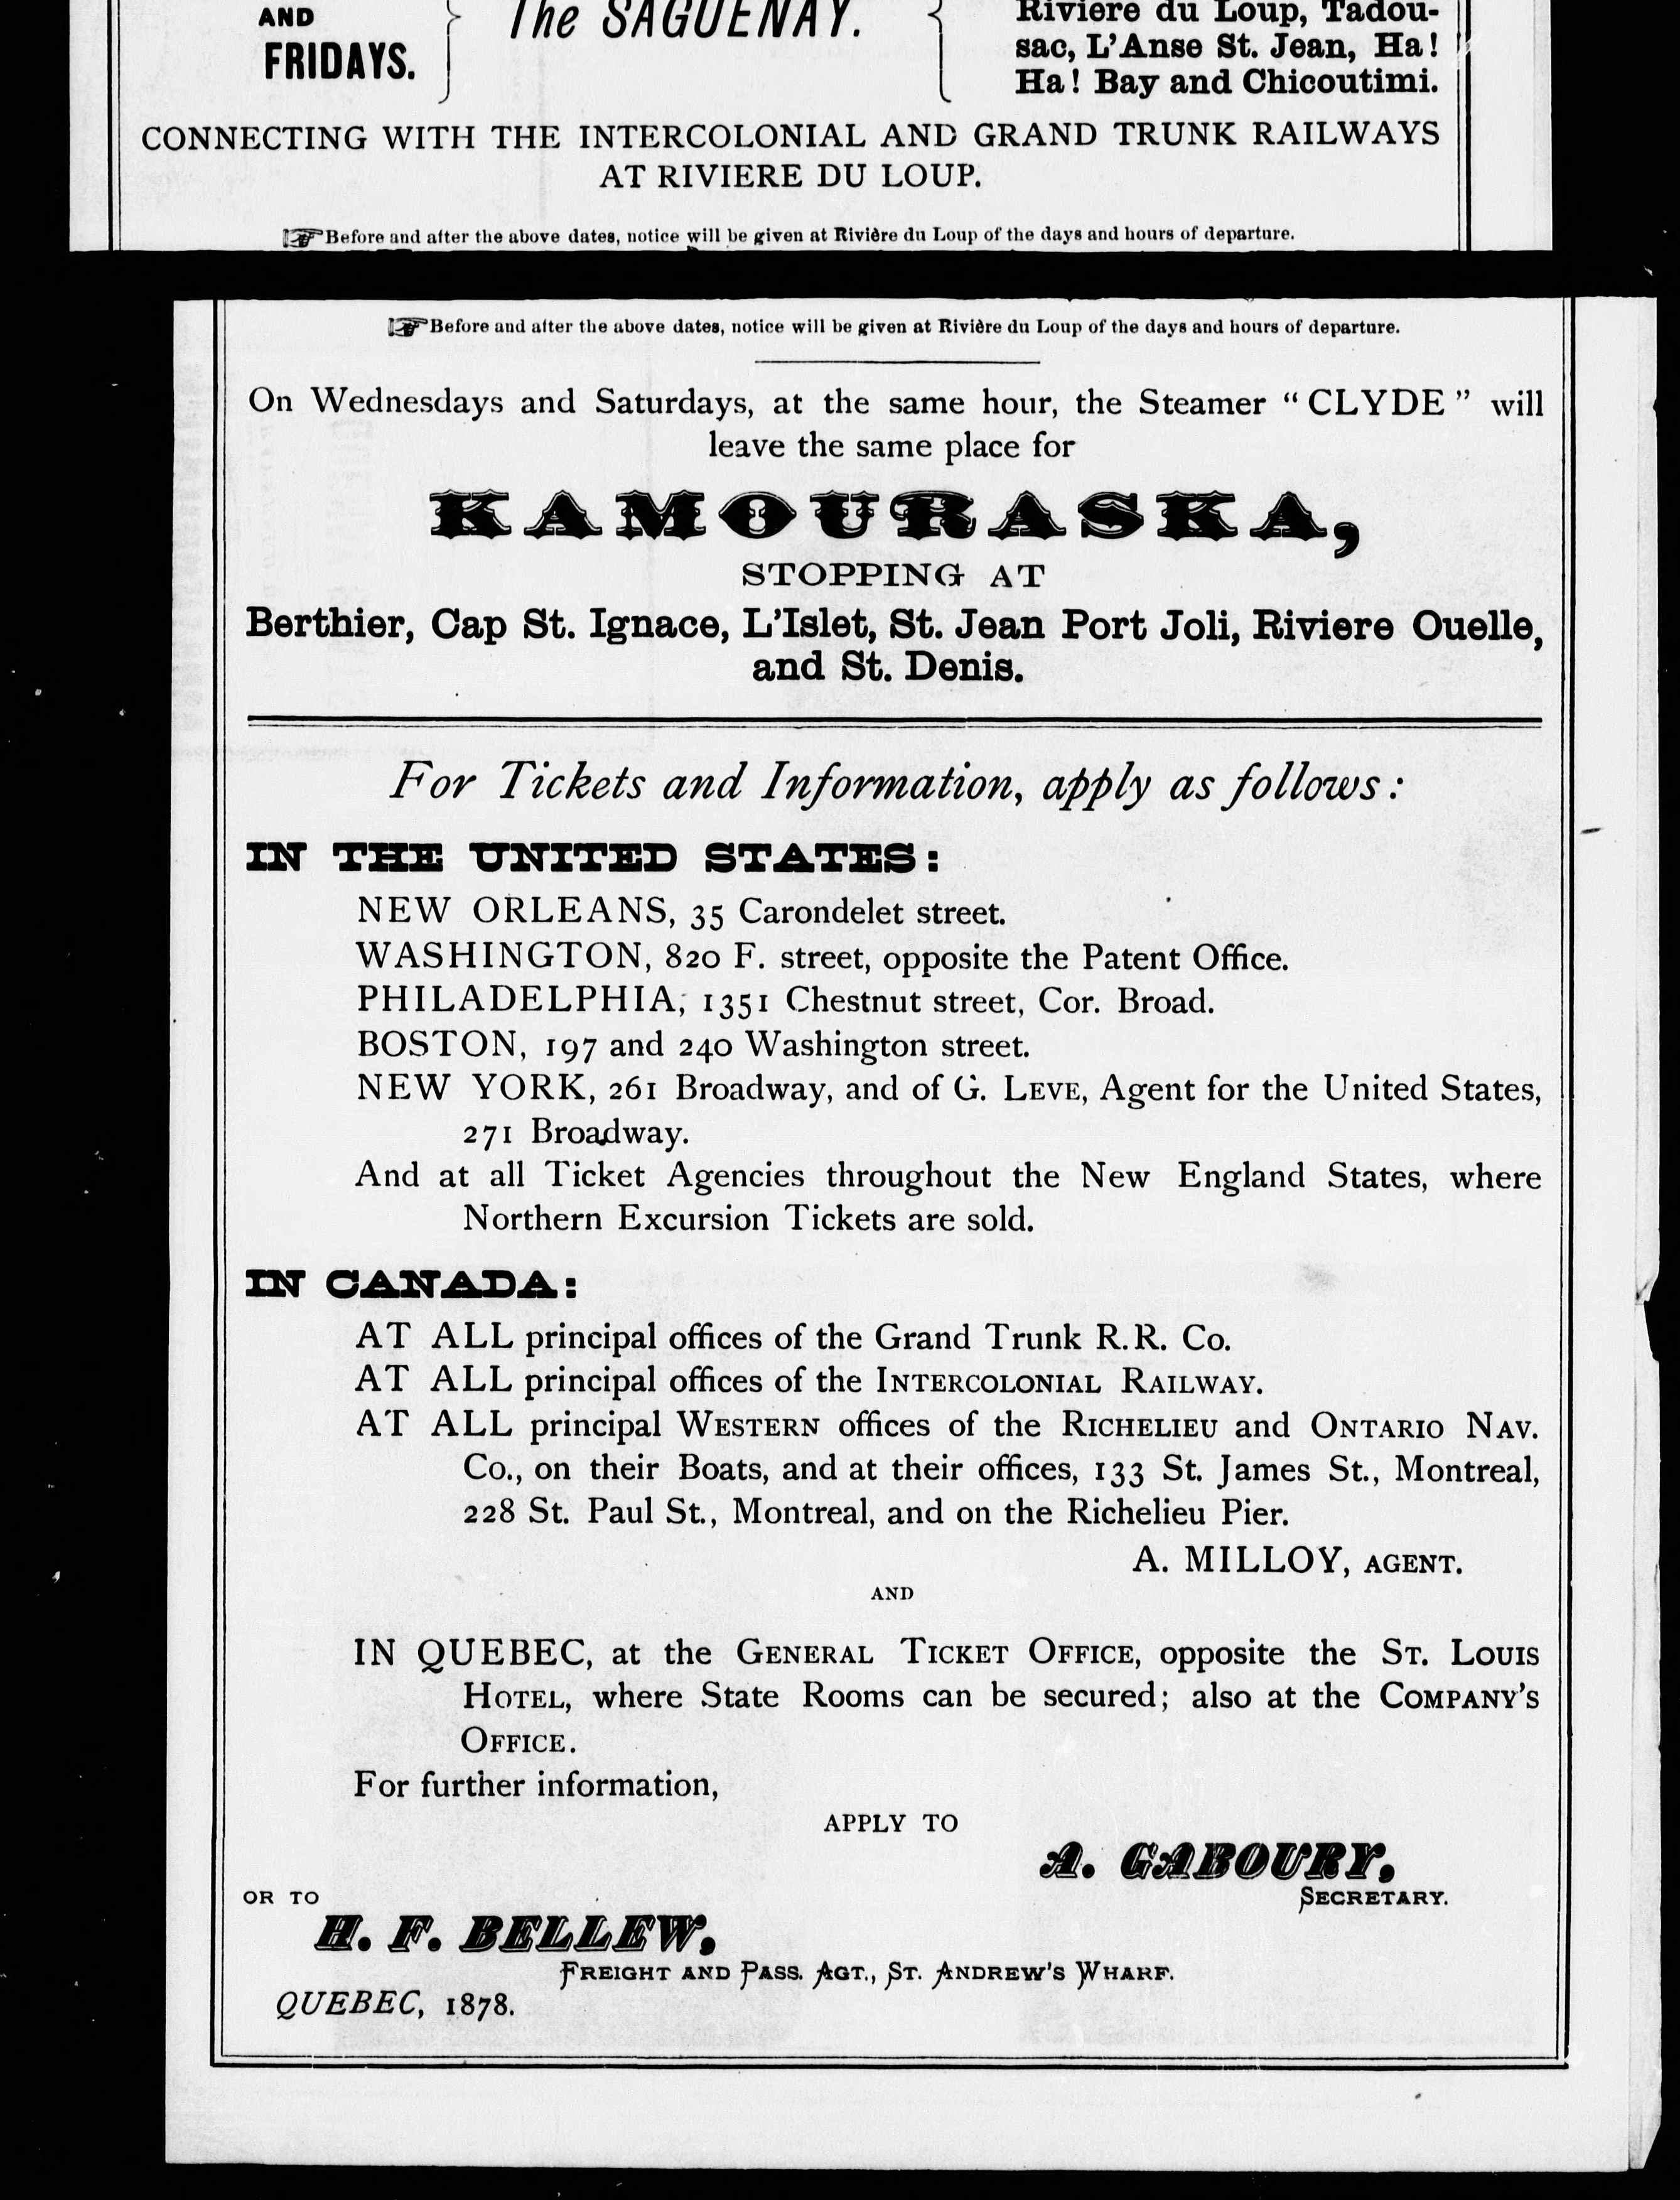 AND
FRIDAYS.
The SAGUENAY.
Riviere du Loup, Tadou-
sac, L'Anse St. Jean, Ha!
Ha! Bay and Chicoutimi.
CONNECTING WITH THE INTERCOLONIAL AND GRAND TRUNK RAILWAYS
AT RIVIERE DU LOUP.
☞Before and after the above dates, notice will be given at Rivière du Loup of the days and hours of departure.
☞Before and after the above dates, notice will be given at Rivière du Loup of the days and hours of departure.
On Wednesdays and Saturdays, at the same hour, the Steamer "CLYDE" will
leave the same place for
KAMOURASKA,
STOPPING AT
Berthier, Cap St. Ignace, L'Islet, St. Jean Port Joli, Riviere Ouelle,
and St. Denis.
For Tickets and Information, apply as follows:
IN THE UNITED STATES:
NEW ORLEANS, 35 Carondelet street.
WASHINGTON, 820 F. street, opposite the Patent Office.
PHILADELPHIA, 1351 Chestnut street, Cor. Broad.
BOSTON, 197 and 240 Washington street.
NEW YORK, 261 Broadway, and of G. LEVE, Agent for the United States,
271 Broadway.
And at all Ticket Agencies throughout the New England States, where
Northern Excursion Tickets are sold.
IN CANADA:
AT ALL principal offices of the Grand Trunk R.R. Co.
AT ALL principal offices of the INTERCOLONIAL RAILWAY.
AT ALL principal WESTERN offices of the RICHELIEU and ONTARIO NAV.
Co., on their Boats, and at their offices, 133 St. James St., Montreal,
228 St. Paul St., Montreal, and on the Richelieu Pier.
A. MILLOY, AGENT.
AND
IN QUEBEC, at the GENERAL TICKET OFFICE, opposite the ST. LOUIS
HOTEL, where State Rooms can be secured; also at the COMPANY'S
OFFICE.
For further information,
APPLY TO
A. GABOURY,
SECRETARY.
OR TO
H. F. BELLEW,
FREIGHT AND PASS. AGT., ST. ANDREW'S WHARF.
QUEBEC, 1878.